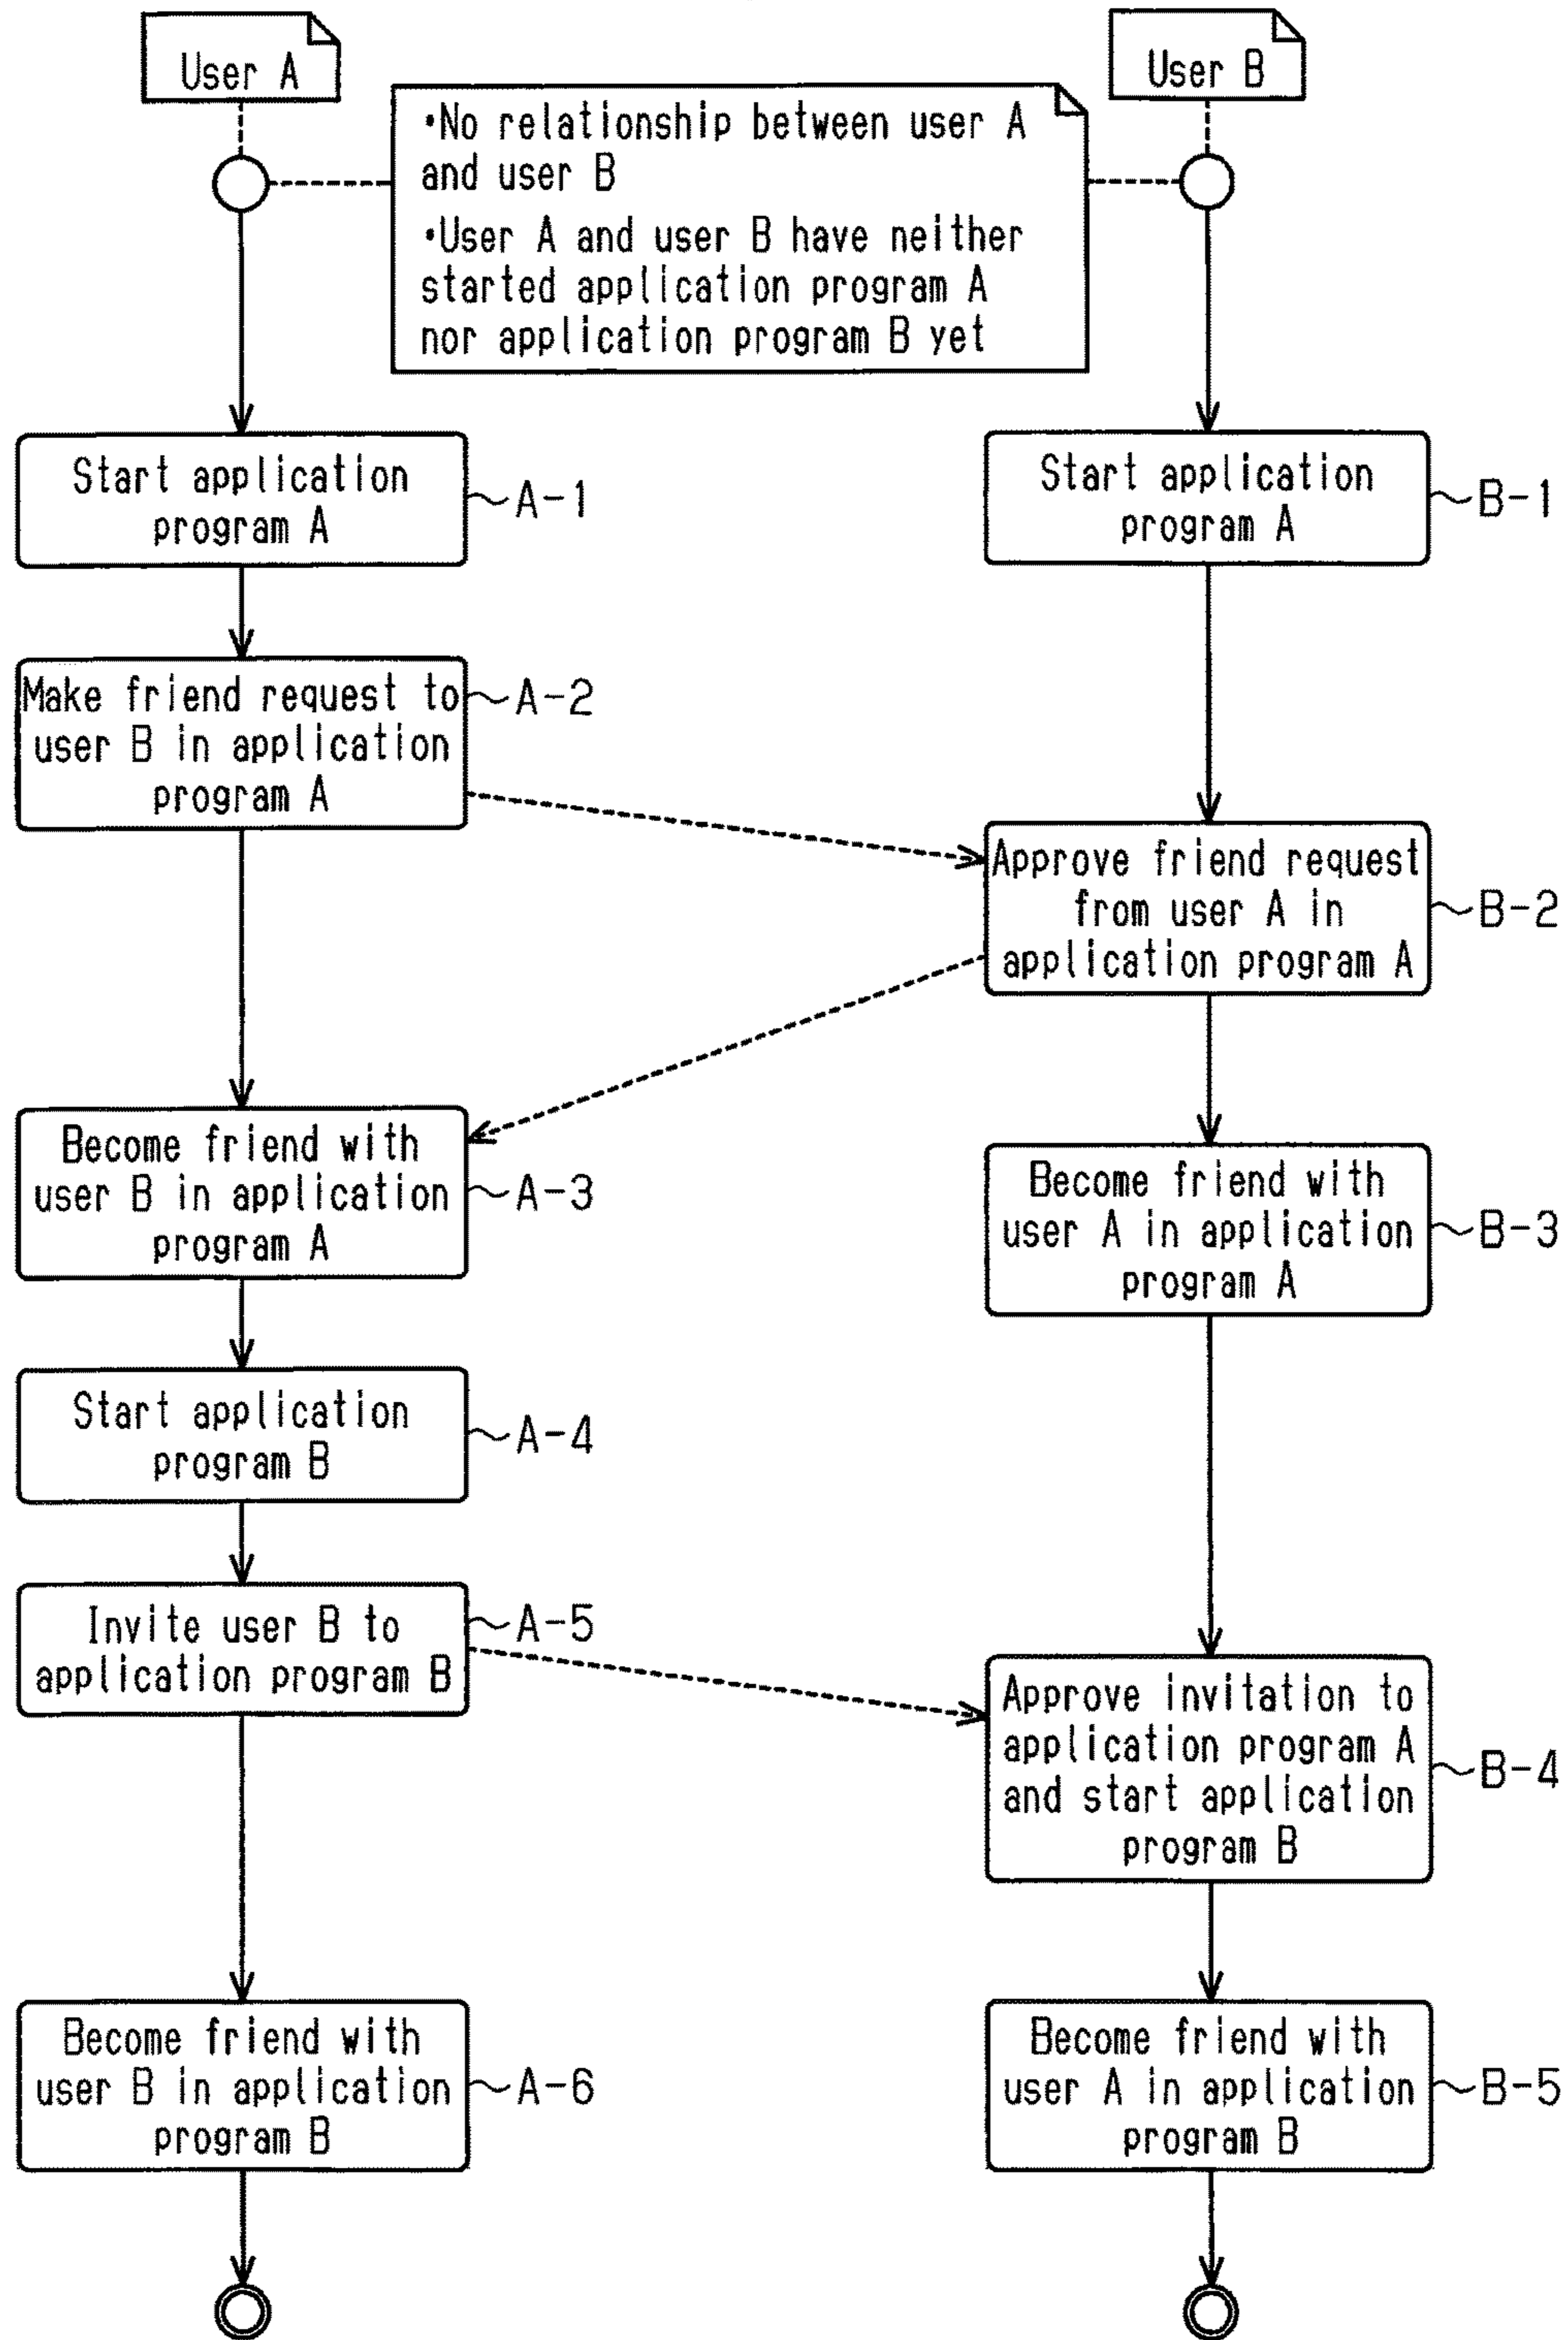 User A
User B
•No relationship between user A
and user B
•User A and user B have neither
started application program A
nor application program B yet
Start application
program A
A-1
Start application
program A
B-1
Make friend request to
user B in application
program A
A-2
Approve friend request
from user A in
application program A
B-2
Become friend with
user B in application
program A
A-3
Become friend with
user A in application
program A
B-3
Start application
program B
A-4
Invite user B to
application program B
A-5
Approve invitation to
application program A
and start application
program B
B-4
Become friend with
user B in application
program B
A-6
Become friend with
user A in application
program B
B-5